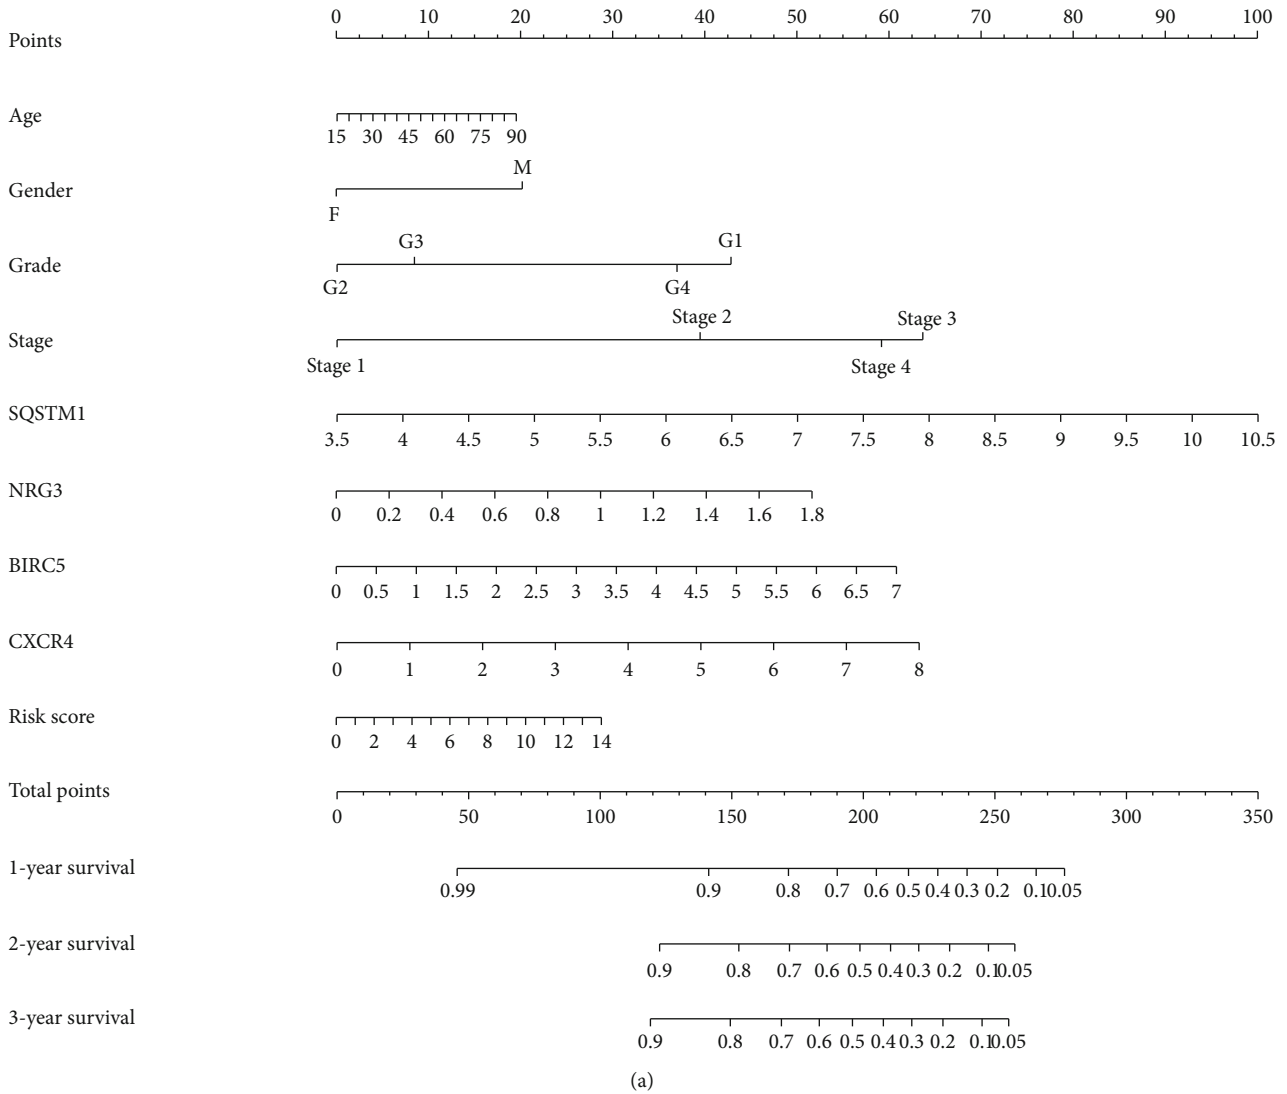 0 10 20 30 40 50 60 70 80 90 100
Points
Age
15 30 45 60 75 90
M
Gender
F
G3 G1
Grade
G2 G4
Stage 2 Stage 3
Stage
Stage 1 Stage 4
SQSTM1
3.5 4 4.5 5 5.5 6 6.5 7 7.5 8 8.5 9 9.5 10 10.5
NRG3
0 0.2 0.4 0.6 0.8 1 1.2 1.4 1.6 1.8
BIRC5
0 0.5 1 1.5 2 2.5 3 3.5 4 4.5 5 5.5 6 6.5 7
CXCR4
0 1 2 3 4 5 6 7 8
Risk score
0 2 4 6 8 10 12 14
Total points
0 50 100 150 200 250 300 350
1-year survival
0.99 0.9 0.8 0.7 0.6 0.5 0.4 0.3 0.2 0.1 0.05
2-year survival
0.9 0.8 0.7 0.6 0.5 0.4 0.3 0.2 0.1 0.05
3-year survival
0.9 0.8 0.7 0.6 0.5 0.4 0.3 0.2 0.1 0.05
(a)